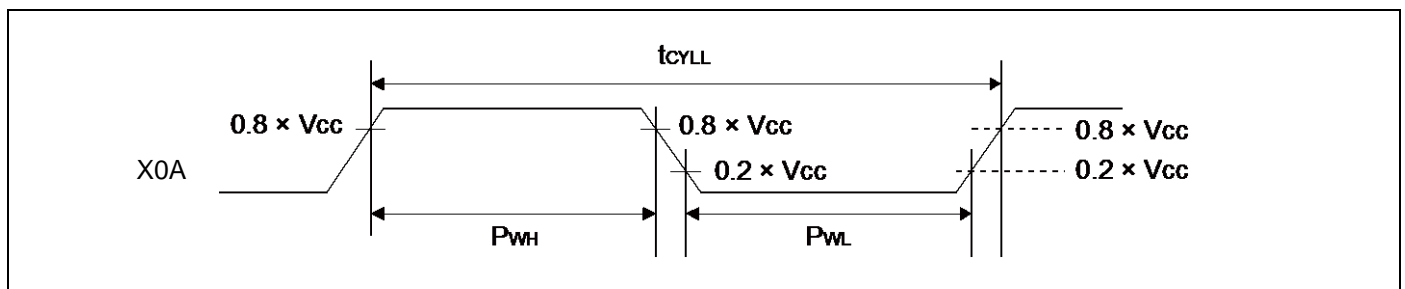 tCYLL
0.8 × Vcc
0.8 × Vcc
0.8 × Vcc
X0A
0.2 × Vcc
0.2 × Vcc
PWH
PWL